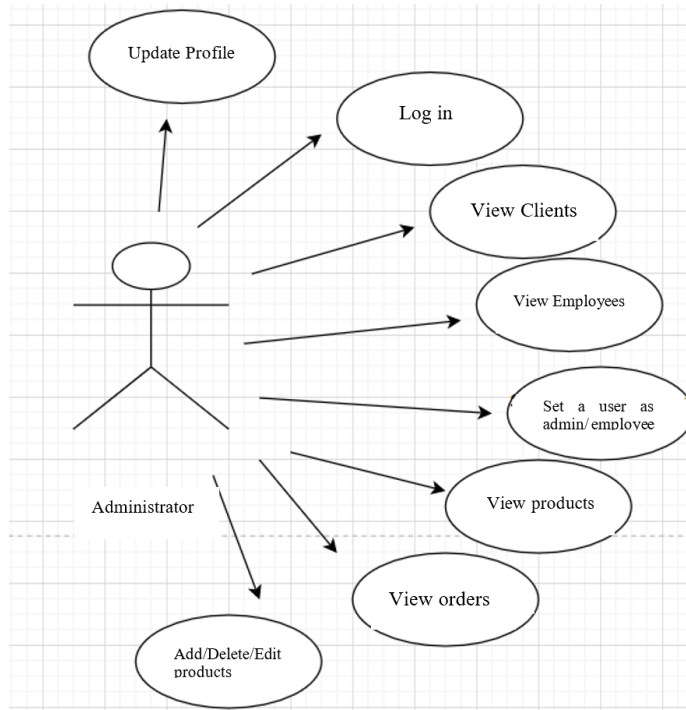 Update Profile
Log in
View Clients
View Employees
Set a user as
admin/employee
View products
Administrator
View orders
Add/Delete/Edit
products